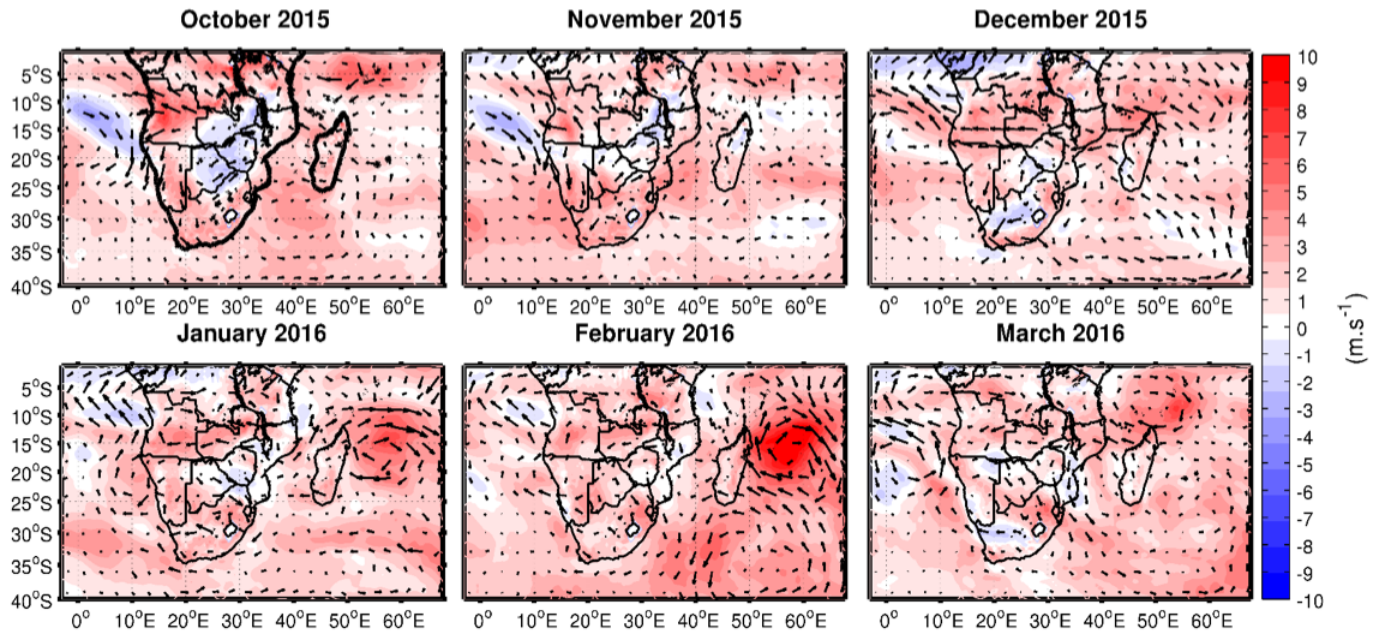 October 2015 November 2015 December 2015
5°S 10
10°S 9
15°S 8
20°S 7
25°S 6
30°S 5
35°S 4
40°S 3
0° 10°E 20°E 30°E 40°E 50°E 60°E 0° 10°E 20°E 30°E 40°E 50°E 60°E 0° 10°E 20°E 30°E 40°E 50°E 60°E 2
1
0
(m.s⁻¹)
January 2016 February 2016 March 2016
5°S -1
10°S -2
15°S -3
20°S -4
25°S -5
30°S -6
35°S -7
40°S -8
-9
-10
0° 10°E 20°E 30°E 40°E 50°E 60°E 0° 10°E 20°E 30°E 40°E 50°E 60°E 0° 10°E 20°E 30°E 40°E 50°E 60°E